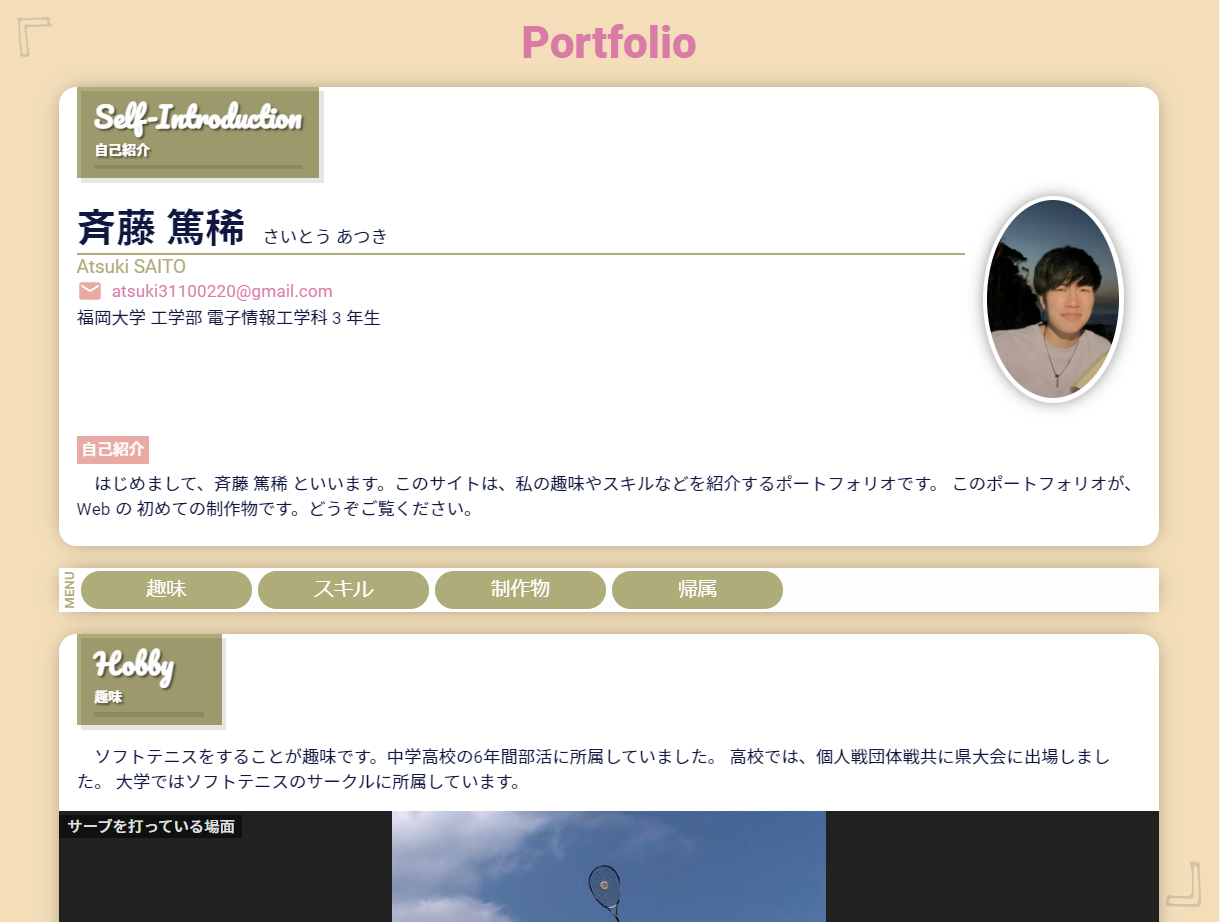 Portfolio
Self-Introduction
自己紹介
斉藤 篤稀 さいとう あつき
Atsuki SAITO
atsuki31100220@gmail.com
福岡大学 工学部 電子情報工学科 3 年生
自己紹介
はじめまして、斉藤 篤稀 といいます。このサイトは、私の趣味やスキルなどを紹介するポートフォリオです。 このポートフォリオが、
Web の 初めての制作物です。どうぞご覧ください。
MENU 趣味 スキル 制作物 帰属
Hobby
趣味
ソフトテニスをすることが趣味です。中学高校の6年間部活に所属していました。 高校では、個人戦団体戦共に県大会に出場しまし
た。 大学ではソフトテニスのサークルに所属しています。
サーブを打っている場面